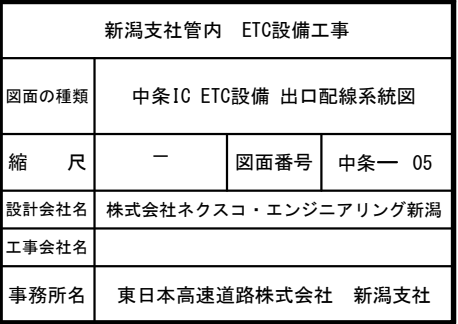 新潟支社管内　ETC設備工事
図面の種類 中条IC ETC設備 出口配線系統図
縮　尺 － 図面番号 中条ー 05
設計会社名 株式会社ネクスコ・エンジニアリング新潟
工事会社名
事務所名 東日本高速道路株式会社　新潟支社